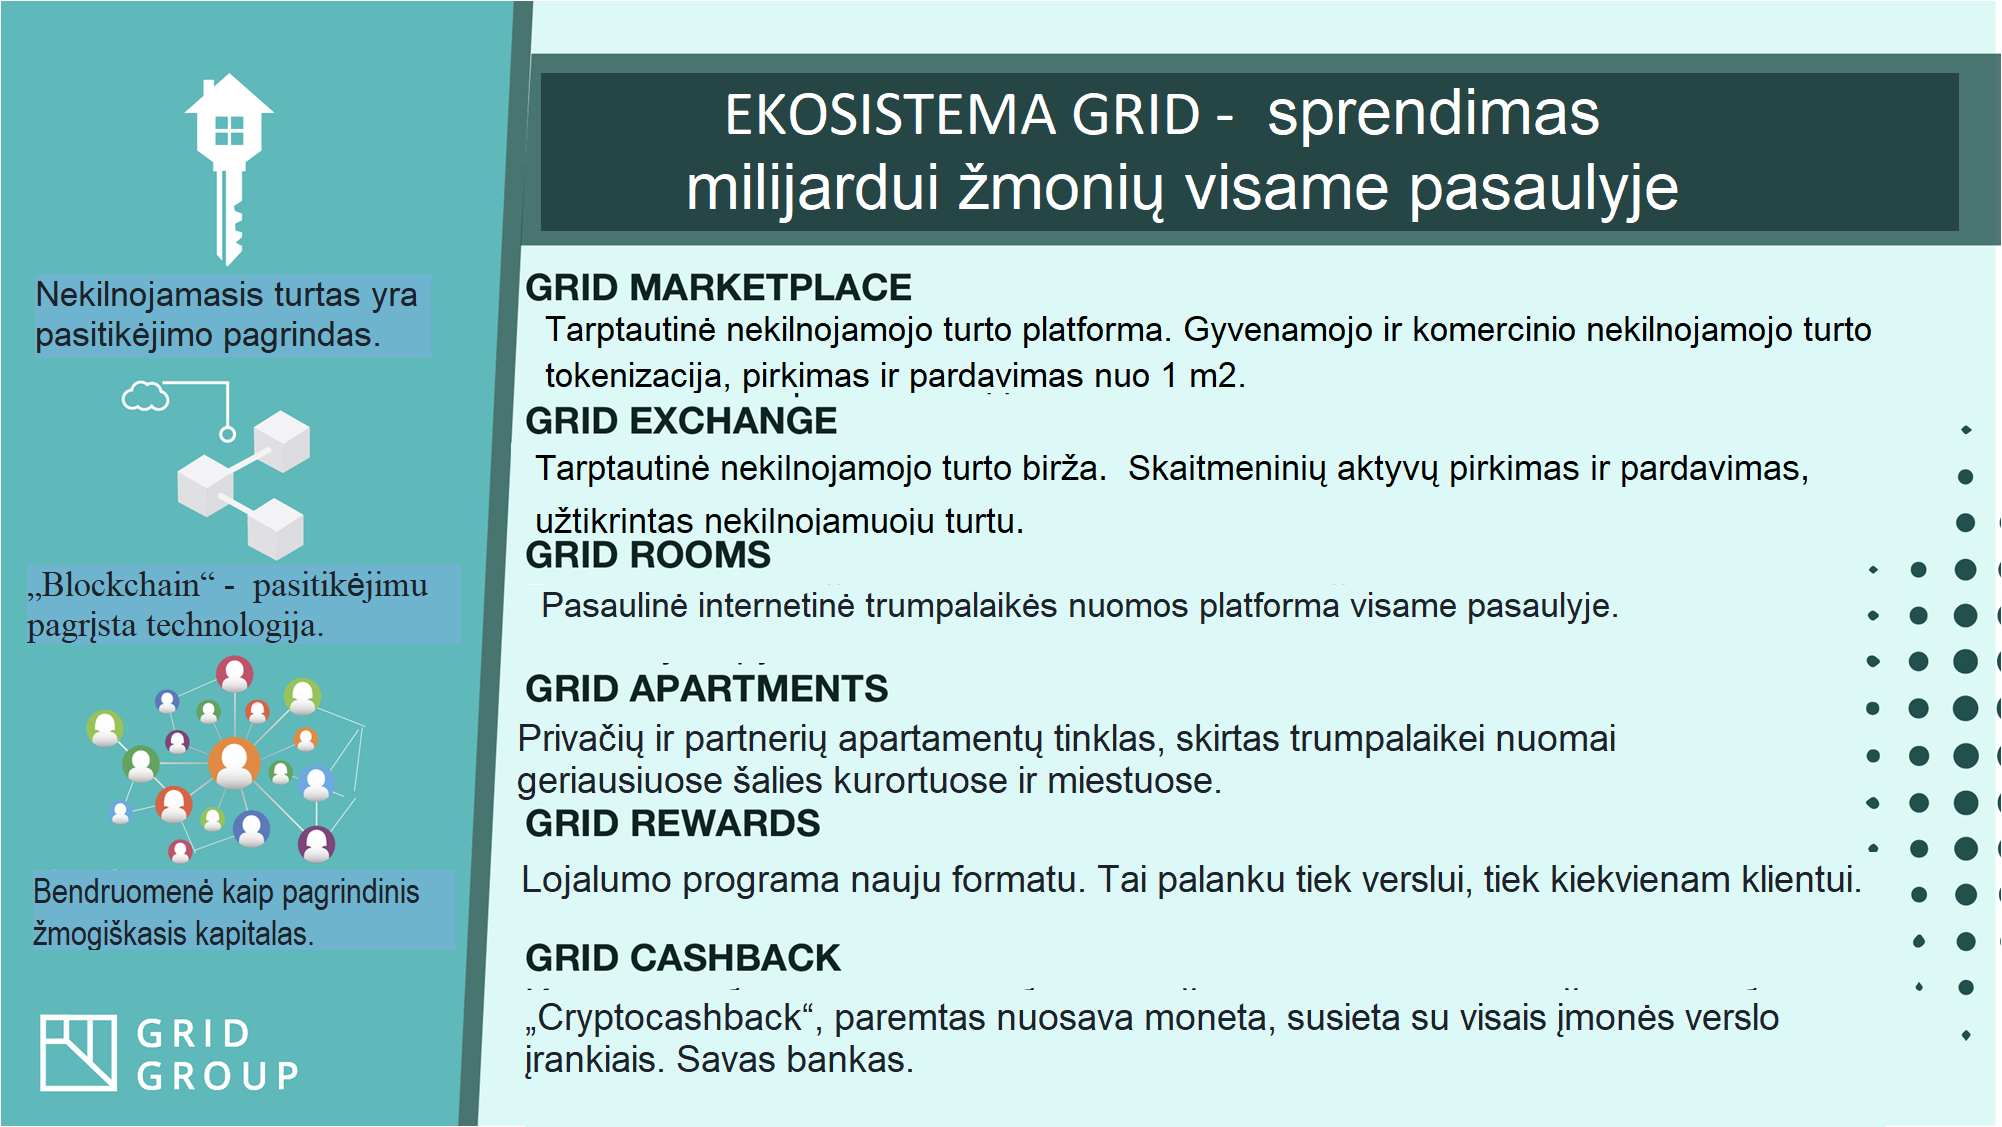 EKOSISTEMA GRID - sprendimas
milijardui žmonių visame pasaulyje
Nekilnojamasis turtas yra
pasitikėjimo pagrindas.
„Blockchain“ - pasitikėjimu
pagrįsta technologija.
Bendruomenė kaip pagrindinis
žmogiškasis kapitalas.
GRID
GROUP
GRID MARKETPLACE
Tarptautinė nekilnojamojo turto platforma. Gyvenamojo ir komercinio nekilnojamojo turto
tokenizacija, pirkimas ir pardavimas nuo 1 m2.
GRID EXCHANGE
Tarptautinė nekilnojamojo turto birža. Skaitmeninių aktyvų pirkimas ir pardavimas,
užtikrintas nekilnojamuoju turtu.
GRID ROOMS
Pasaulinė internetinė trumpalaikės nuomos platforma visame pasaulyje.
GRID APARTMENTS
Privačių ir partnerių apartamentų tinklas, skirtas trumpalaikei nuomai
geriausiuose šalies kurortuose ir miestuose.
GRID REWARDS
Lojalumo programa nauju formatu. Tai palanku tiek verslui, tiek kiekvienam klientui.
GRID CASHBACK
„Cryptocashback“, paremtas nuosava moneta, susieta su visais įmonės verslo
įrankiais. Savas bankas.